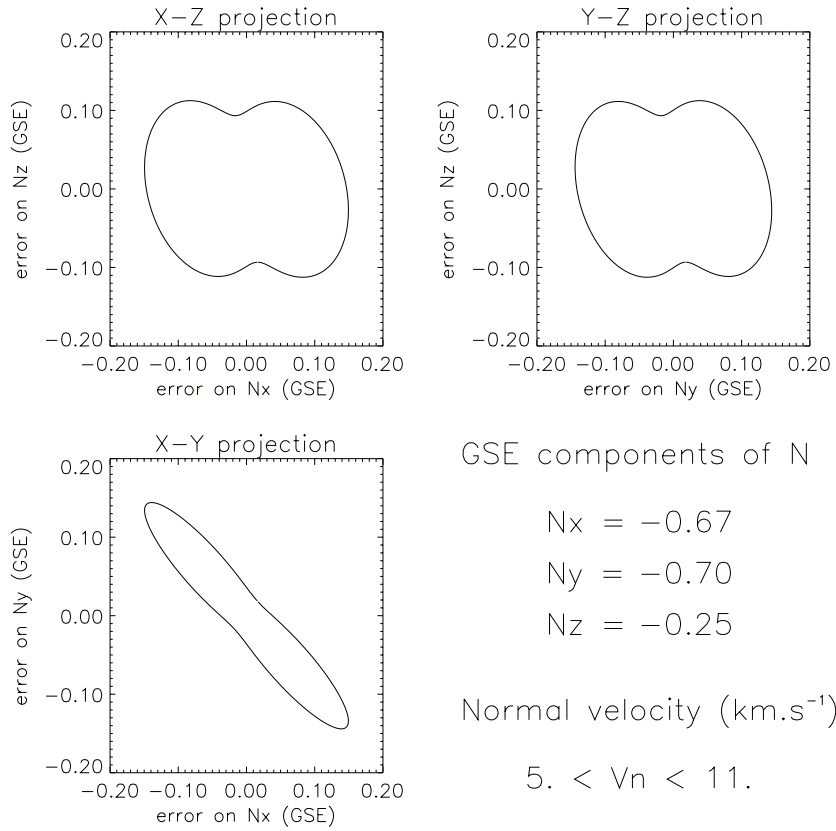 X−Z projection
0.20
0.10
0.00
−0.10
−0.20
error on Nz (GSE)
−0.20 −0.10 0.00 0.10 0.20
error on Nx (GSE)
Y−Z projection
0.20
0.10
0.00
−0.10
−0.20
error on Nz (GSE)
−0.20 −0.10 0.00 0.10 0.20
error on Ny (GSE)
X−Y projection
0.20
0.10
0.00
−0.10
−0.20
error on Ny (GSE)
−0.20 −0.10 0.00 0.10 0.20
error on Nx (GSE)
GSE components of N
Nx = −0.67
Ny = −0.70
Nz = −0.25
Normal velocity (km.s⁻¹)
5. < Vn < 11.